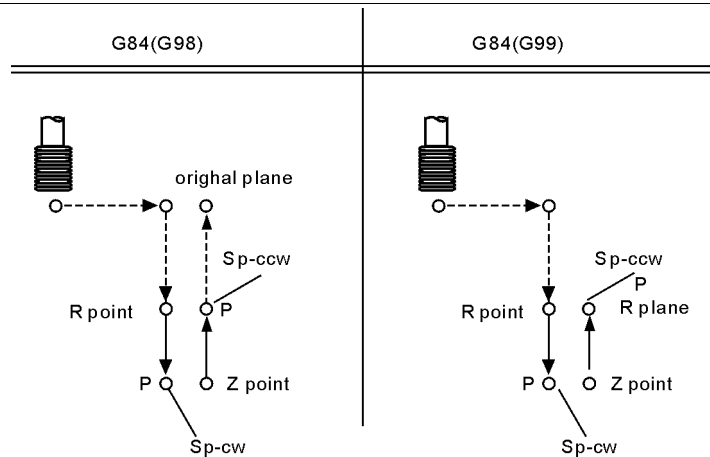 G84(G98)
G84(G99)
orighal plane
Sp-ccw
R point
P
P
Z point
Sp-cw
Sp-ccw
P
R point
R plane
P
Z point
Sp-cw